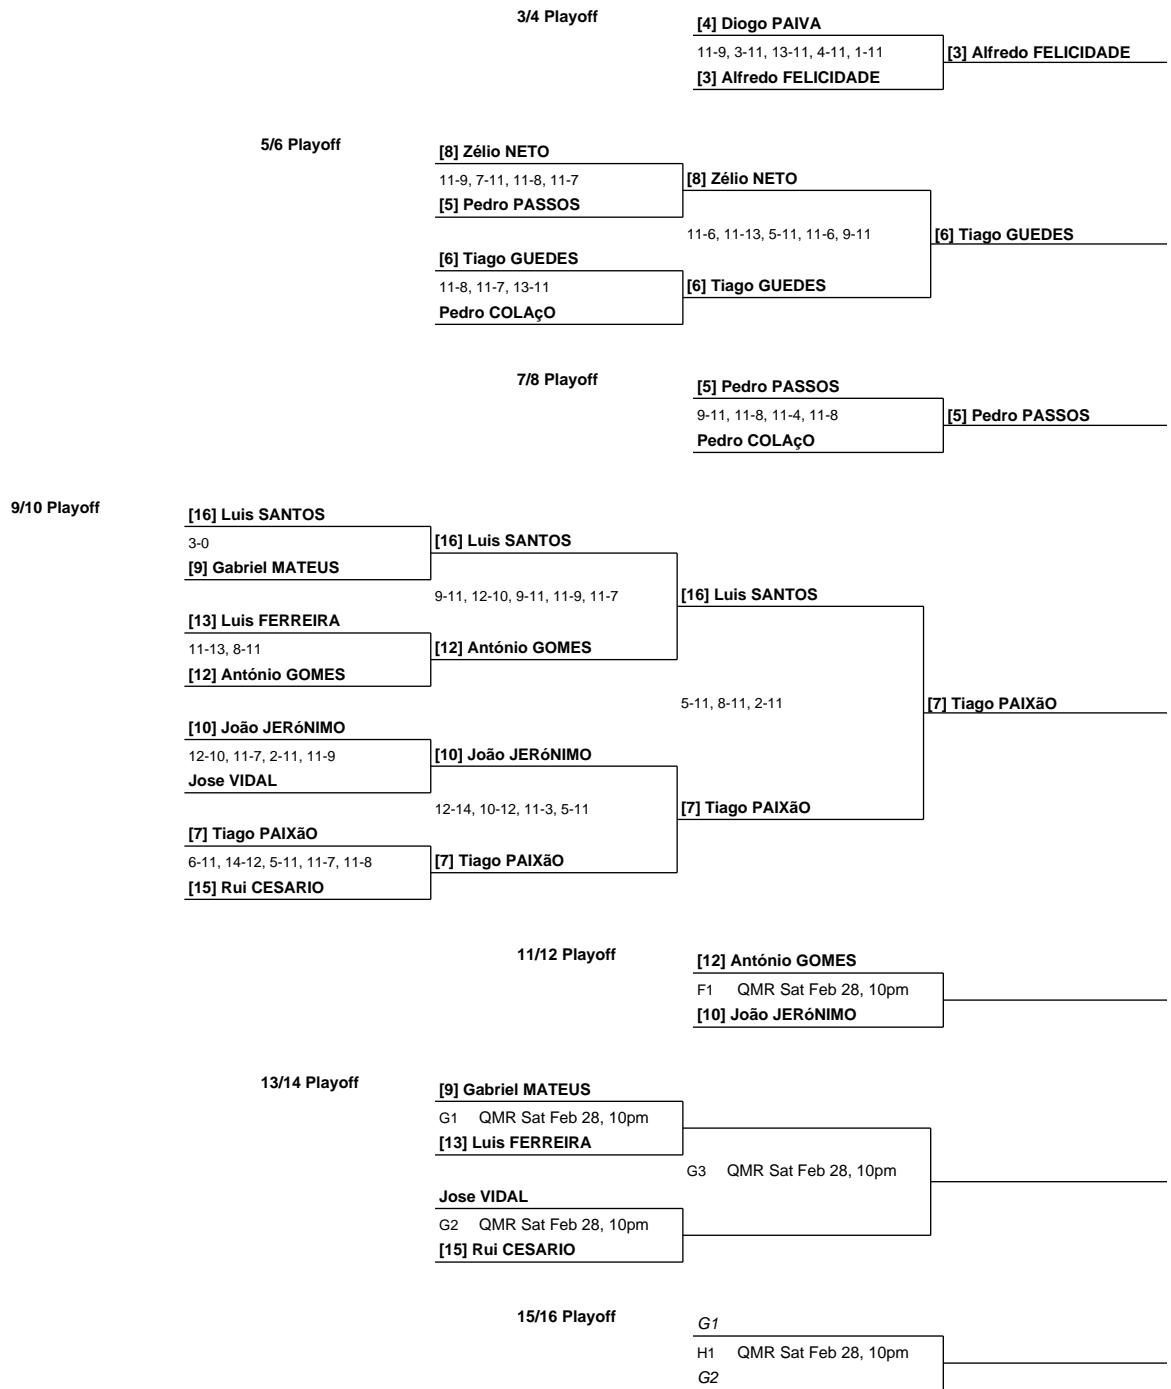 3/4 Playoff
[4] Diogo PAIVA
11-9, 3-11, 13-11, 4-11, 1-11
[3] Alfredo FELICIDADE
[3] Alfredo FELICIDADE
5/6 Playoff
[8] Zélio NETO
11-9, 7-11, 11-8, 11-7
[8] Zélio NETO
[5] Pedro PASSOS
11-6, 11-13, 5-11, 11-6, 9-11
[6] Tiago GUEDES
[6] Tiago GUEDES
11-8, 11-7, 13-11
[6] Tiago GUEDES
Pedro COLAçO
7/8 Playoff
[5] Pedro PASSOS
9-11, 11-8, 11-4, 11-8
[5] Pedro PASSOS
Pedro COLAçO
9/10 Playoff
[16] Luis SANTOS
3-0
[16] Luis SANTOS
[9] Gabriel MATEUS
9-11, 12-10, 9-11, 11-9, 11-7
[16] Luis SANTOS
[13] Luis FERREIRA
11-13, 8-11
[12] António GOMES
[12] António GOMES
5-11, 8-11, 2-11
[7] Tiago PAIXãO
[10] João JERóNIMO
12-10, 11-7, 2-11, 11-9
[10] João JERóNIMO
Jose VIDAL
12-14, 10-12, 11-3, 5-11
[7] Tiago PAIXãO
[7] Tiago PAIXãO
6-11, 14-12, 5-11, 11-7, 11-8
[7] Tiago PAIXãO
[15] Rui CESARIO
11/12 Playoff
[12] António GOMES
F1 QMR Sat Feb 28, 10pm
[10] João JERóNIMO
13/14 Playoff
[9] Gabriel MATEUS
G1 QMR Sat Feb 28, 10pm
[13] Luis FERREIRA
G3 QMR Sat Feb 28, 10pm
Jose VIDAL
G2 QMR Sat Feb 28, 10pm
[15] Rui CESARIO
15/16 Playoff
G1
H1 QMR Sat Feb 28, 10pm
G2